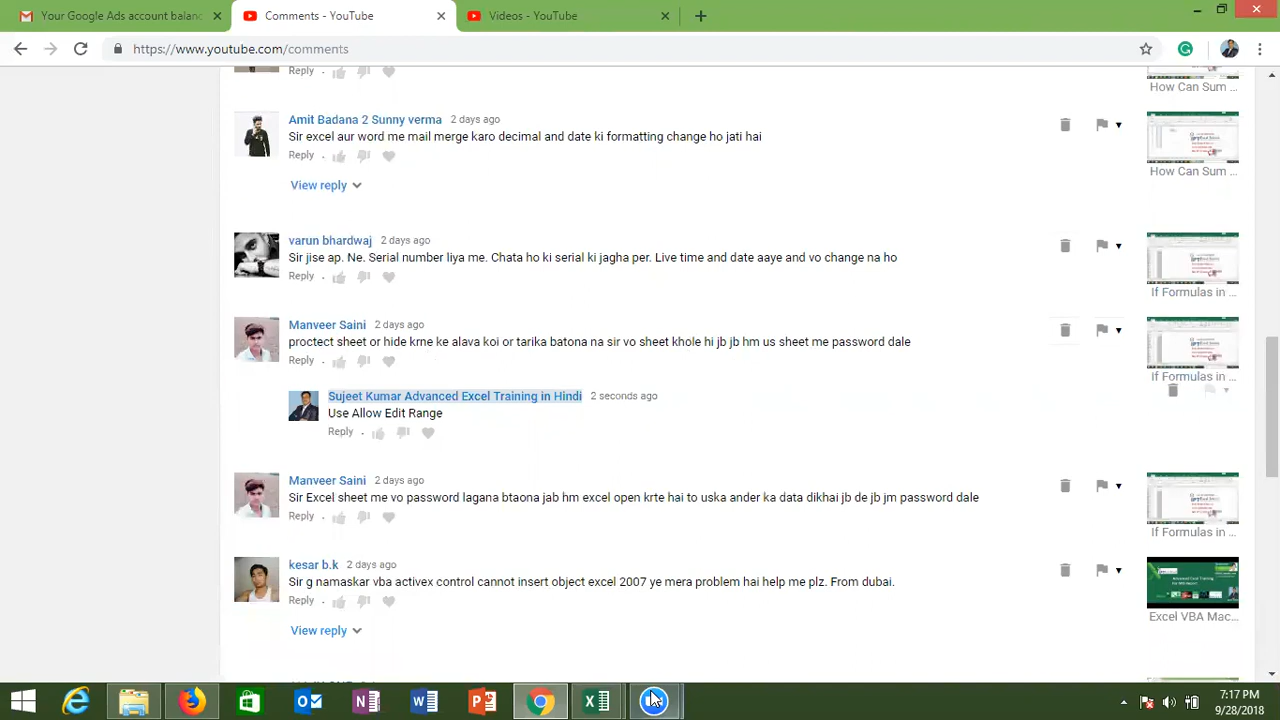 Your Google Ads account balanc
Comments - YouTube
Videos - YouTube
https://www.youtube.com/comments
Reply .
How Can Sum ...
Amit Badana 2 Sunny verma 2 days ago
Sir excel aur word me mail merge karo decimal and date ki formatting change ho jati hai
Reply .
How Can Sum ...
View reply
varun bhardwaj 2 days ago
Sir jise ap. Ne. Serial number liya me. Chata ho ki serial ki jagha per. Live time and date aaye and vo change na ho
Reply .
If Formulas in ...
Manveer Saini 2 days ago
proctect sheet or hide krne ke alava koi or tarika batona na sir vo sheet khole hi jb jb hm us sheet me password dale
Reply .
If Formulas in ...
Sujeet Kumar Advanced Excel Training in Hindi 2 seconds ago
Use Allow Edit Range
Reply .
Manveer Saini 2 days ago
Sir Excel sheet me vo password lagana btaona jab hm excel open krte hai to uska ander ka data dikhai jb de jb jm password dale
Reply .
If Formulas in ...
kesar b.k 2 days ago
Sir g namaskar vba activex control cannot insert object excel 2007 ye mera problem hai help me plz. From dubai.
Reply .
Excel VBA Mac...
View reply
7:17 PM
9/28/2018